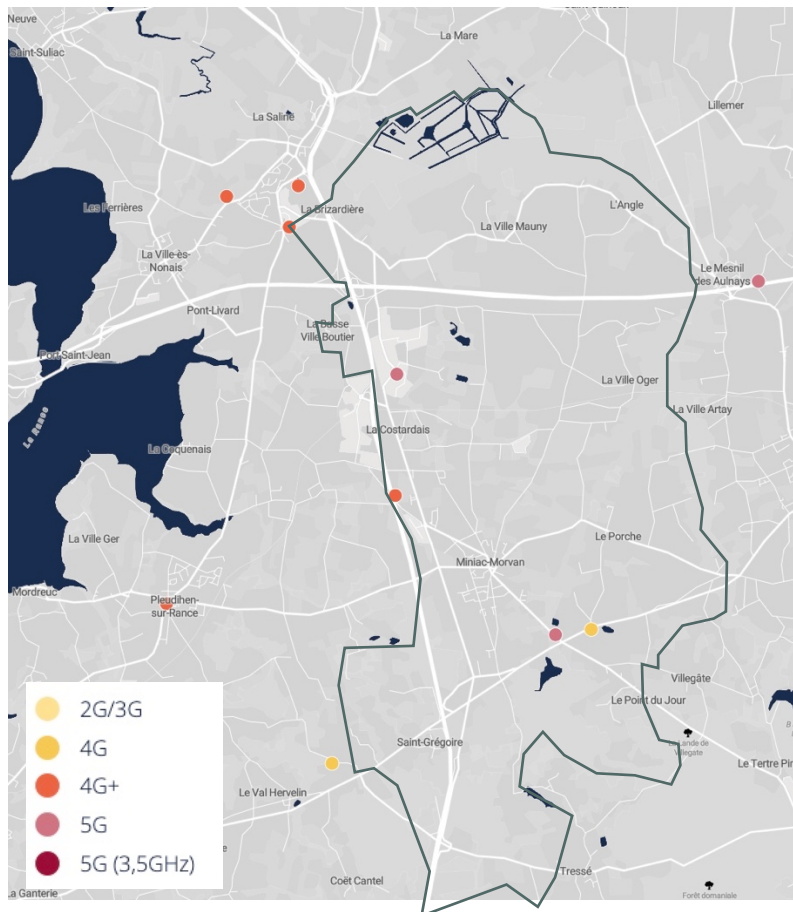 Neuve
Saint-Suliac
La Mare
Lillemer
La Saline
Les Ferrières
La Brizardière
L'Angle
La Ville Mauny
La Ville-ès-
Nonais
Le Mesnil
des Aulnays
Pont-Livard
La Basse
Ville Boutier
Port-Saint-Jean
La Ville Oger
La Ville Artay
La Rance
La Costardais
La Coquenais
La Ville Ger
Le Porche
Miniac-Morvan
Mordreuc
Pleudihen-
sur-Rance
Villegâte
Le Point du Jour
Saint-Grégoire
La Lande de
Villegate
Le Tertre Pin
Le Val Hervelin
Tressé
Coët Cantel
La Ganterie
Forêt domaniale
2G/3G
4G
4G+
5G
5G (3,5GHz)